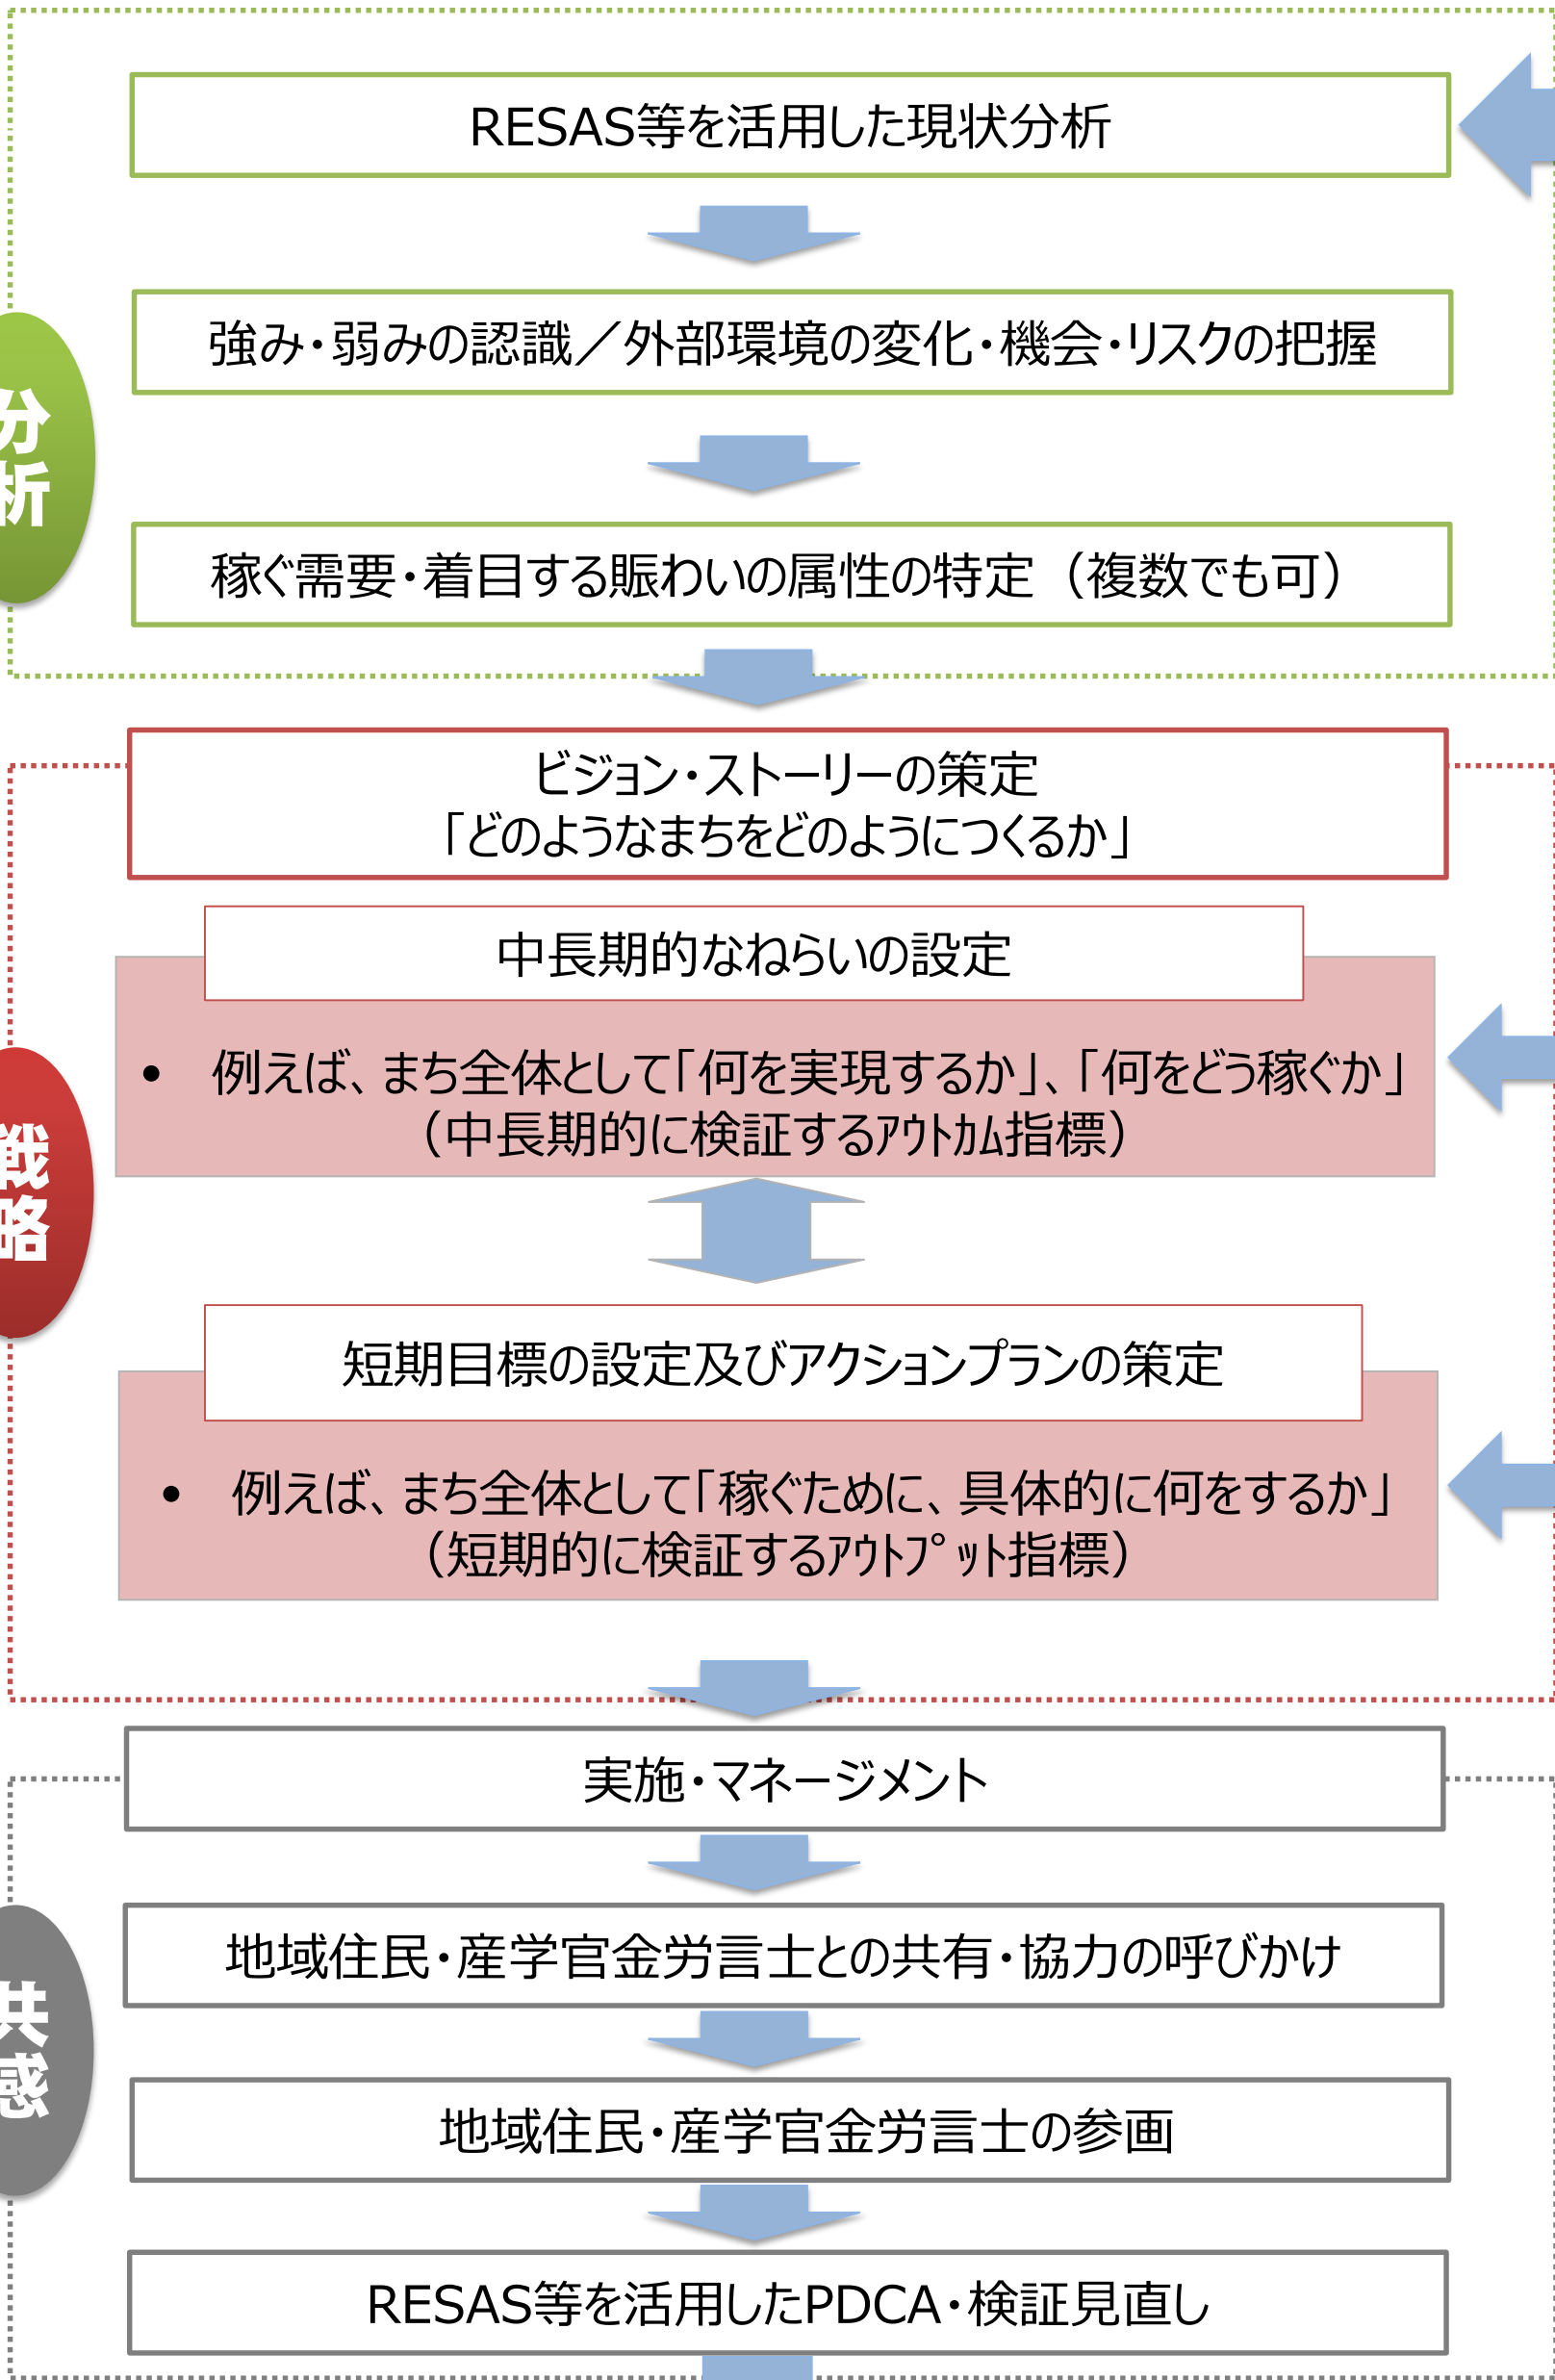 RESAS等を活用した現状分析
強み・弱みの認識／外部環境の変化・機会・リスクの把握
分
析
稼ぐ需要・着目する賑わいの属性の特定（複数でも可）
ビジョン・ストーリーの策定
「どのようなまちをどのようにつくるか」
中長期的なねらいの設定
• 例えば、まち全体として「何を実現するか」、「何をどう稼ぐか」
（中長期的に検証するｱｳﾄｶﾑ指標）
戦
略
短期目標の設定及びアクションプランの策定
• 例えば、まち全体として「稼ぐために、具体的に何をするか」
（短期的に検証するｱｳﾄﾌﾟｯﾄ指標）
実施・マネージメント
地域住民・産学官金労言士との共有・協力の呼びかけ
共
感
地域住民・産学官金労言士の参画
RESAS等を活用したPDCA・検証見直し